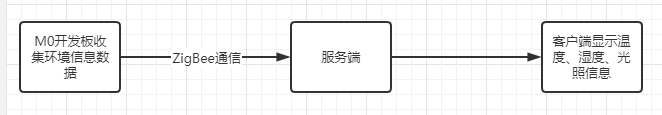 M0开发板收
集环境信息数
据
ZigBee通信
服务端
客户端显示温
度、湿度、光
照信息